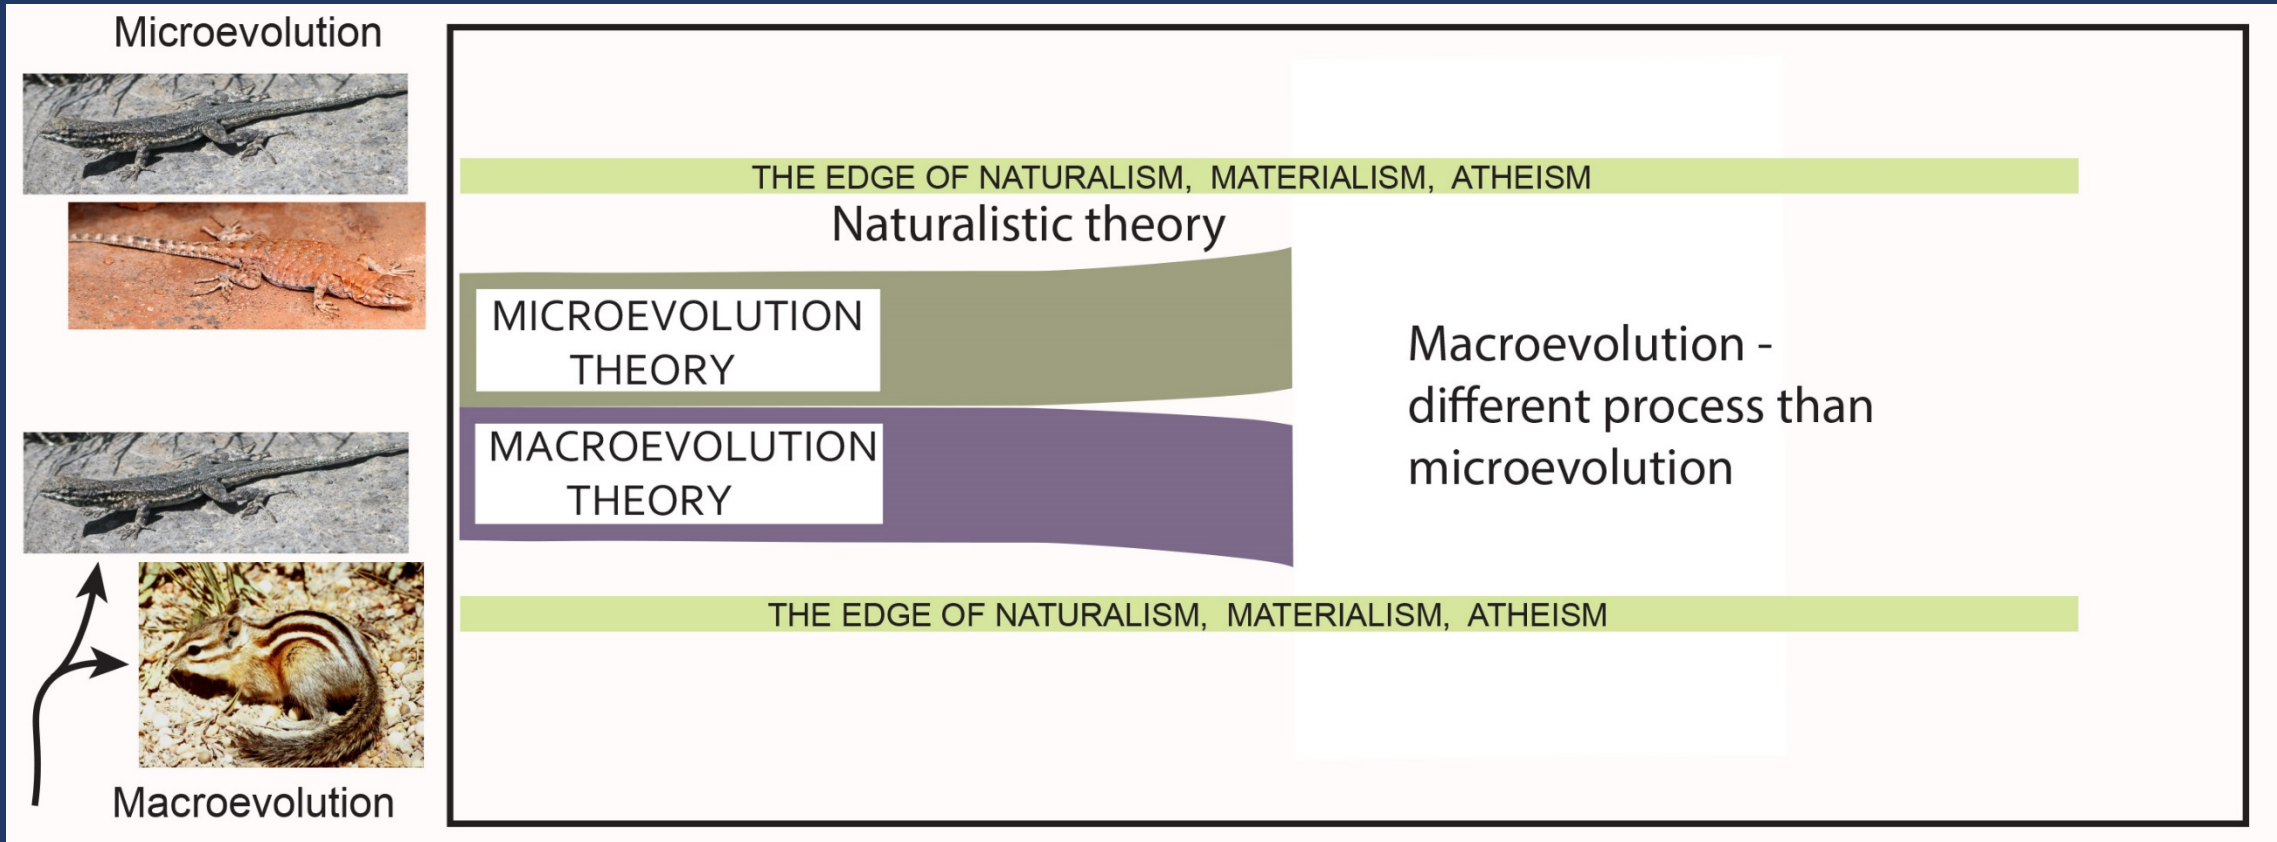 Microevolution
THE EDGE OF NATURALISM, MATERIALISM, ATHEISM
Naturalistic theory
MICROEVOLUTION
THEORY
MACROEVOLUTION
THEORY
Macroevolution -
different process than
microevolution
THE EDGE OF NATURALISM, MATERIALISM, ATHEISM
Macroevolution